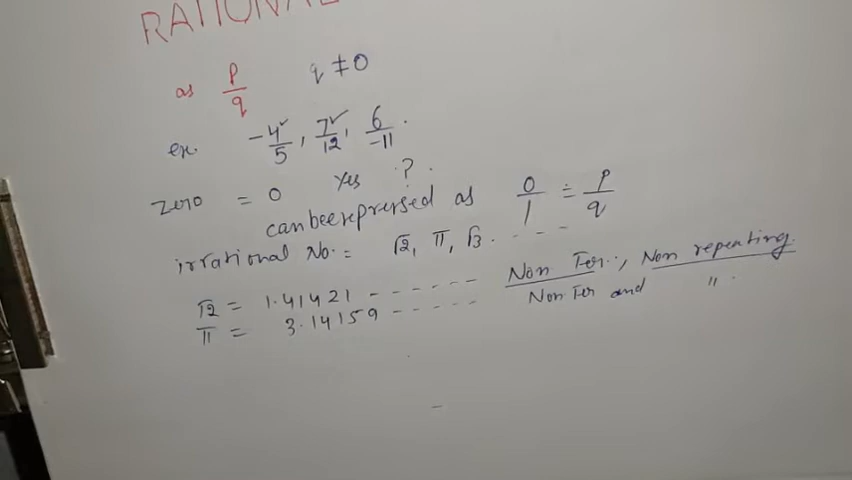 RATIONAL
as p/q q ≠ 0
ex. -4/5, 7/12, 6/-11.
Zero = 0 Yes ?.
can be expressed as 0/1 = p/q
irrational No. = √2, π, √3. - - - -
√2 = 1.41421 - - - - - - Non Ter.., Non repeating.
π = 3.14159 - - - - - Non Ter and " .